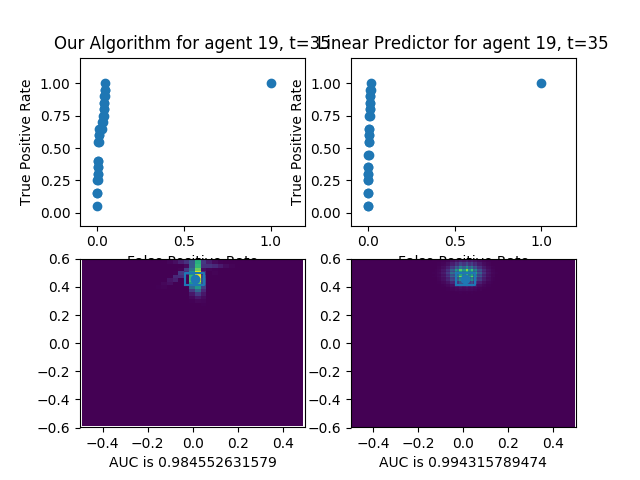 Our Algorithm for agent 19, t=35
Linear Predictor for agent 19, t=35
True Positive Rate
1.00
0.75
0.50
0.25
0.00
0.0 0.5 1.0
False Positive Rate
True Positive Rate
1.00
0.75
0.50
0.25
0.00
0.0 0.5 1.0
False Positive Rate
0.6
0.4
0.2
0.0
−0.2
−0.4
−0.6
−0.4 −0.2 0.0 0.2 0.4
AUC is 0.984552631579
0.6
0.4
0.2
0.0
−0.2
−0.4
−0.6
−0.4 −0.2 0.0 0.2 0.4
AUC is 0.994315789474